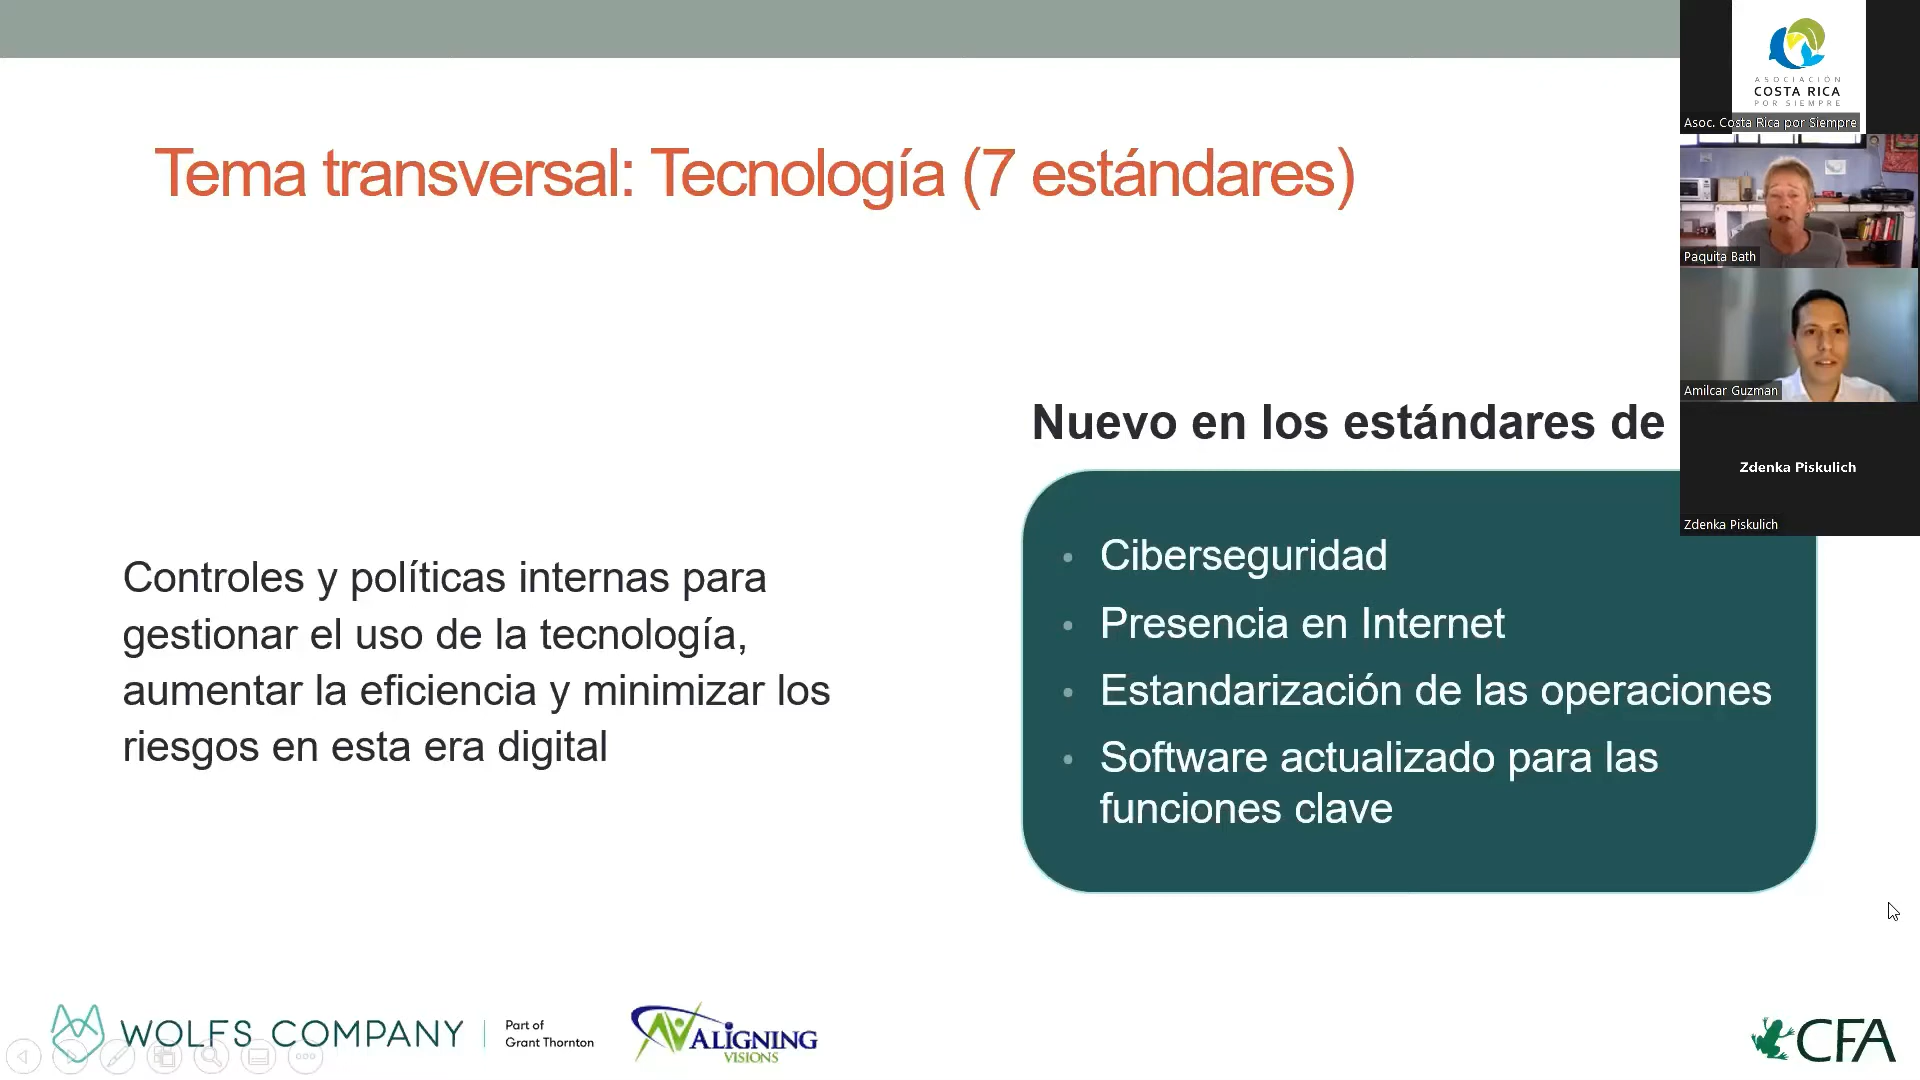 Tema transversal: Tecnología (7 estándares)
Nuevo en los estándares de
Controles y políticas internas para
gestionar el uso de la tecnología,
aumentar la eficiencia y minimizar los
riesgos en esta era digital
• Ciberseguridad
• Presencia en Internet
• Estandarización de las operaciones
• Software actualizado para las
funciones clave
ASOCIACIÓN
COSTA RICA
POR SIEMPRE
Asoc. Costa Rica por Siempre
Paquita Bath
Amilcar Guzman
Zdenka Piskulich
Zdenka Piskulich
WOLFS COMPANY
Part of
Grant Thornton
ALIGNING
VISIONS
CFA